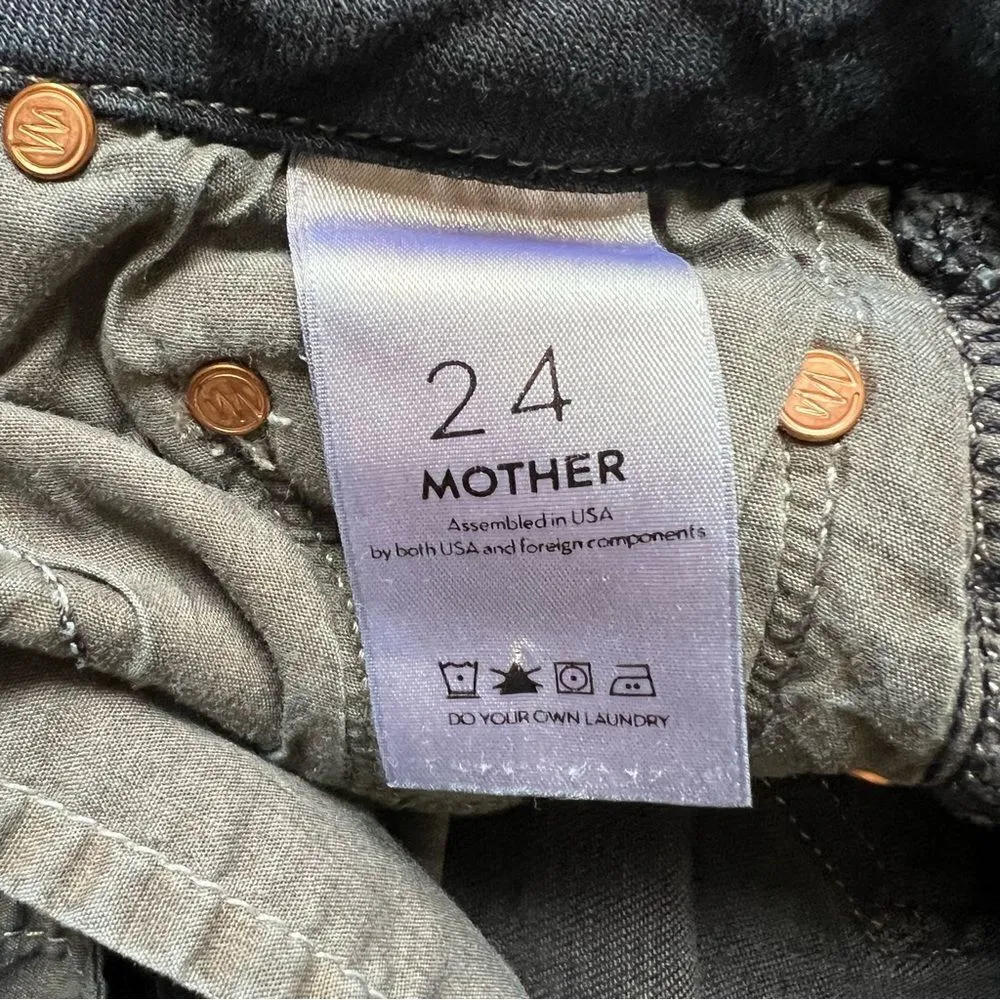 24
MOTHER
Assembled in USA
by both USA and foreign components
DO YOUR OWN LAUNDRY